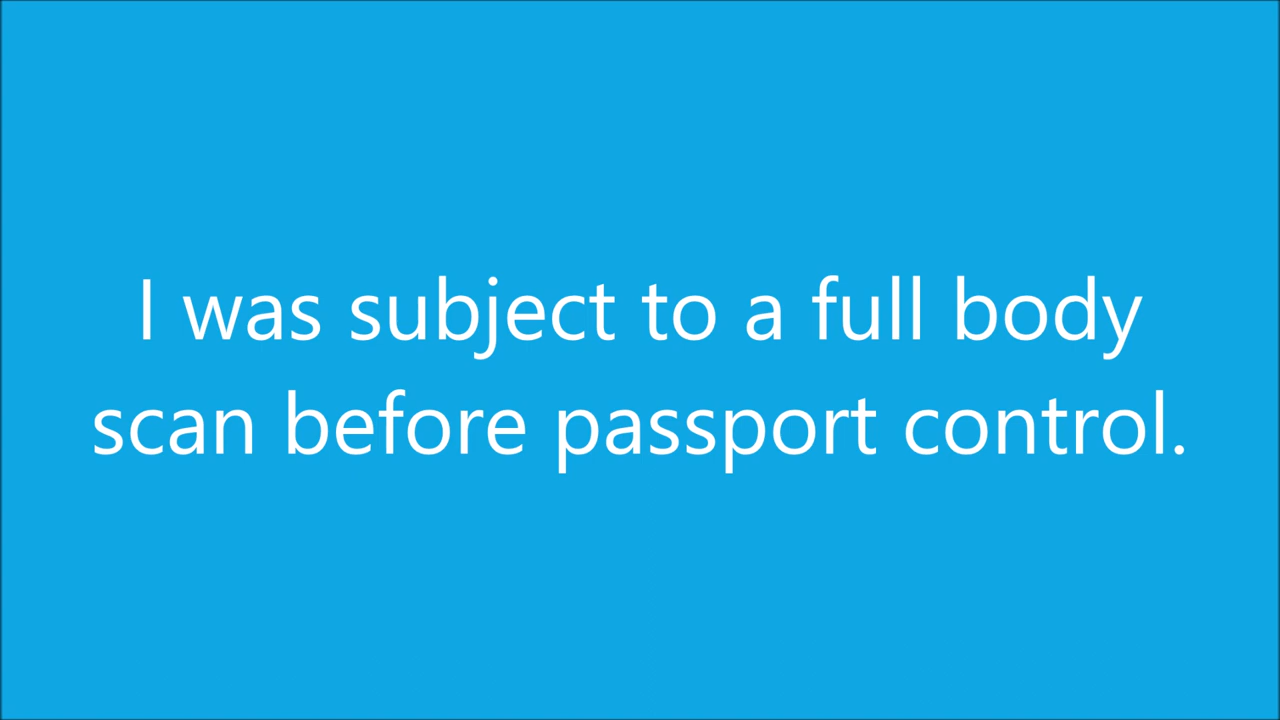 I was subject to a full body
scan before passport control.